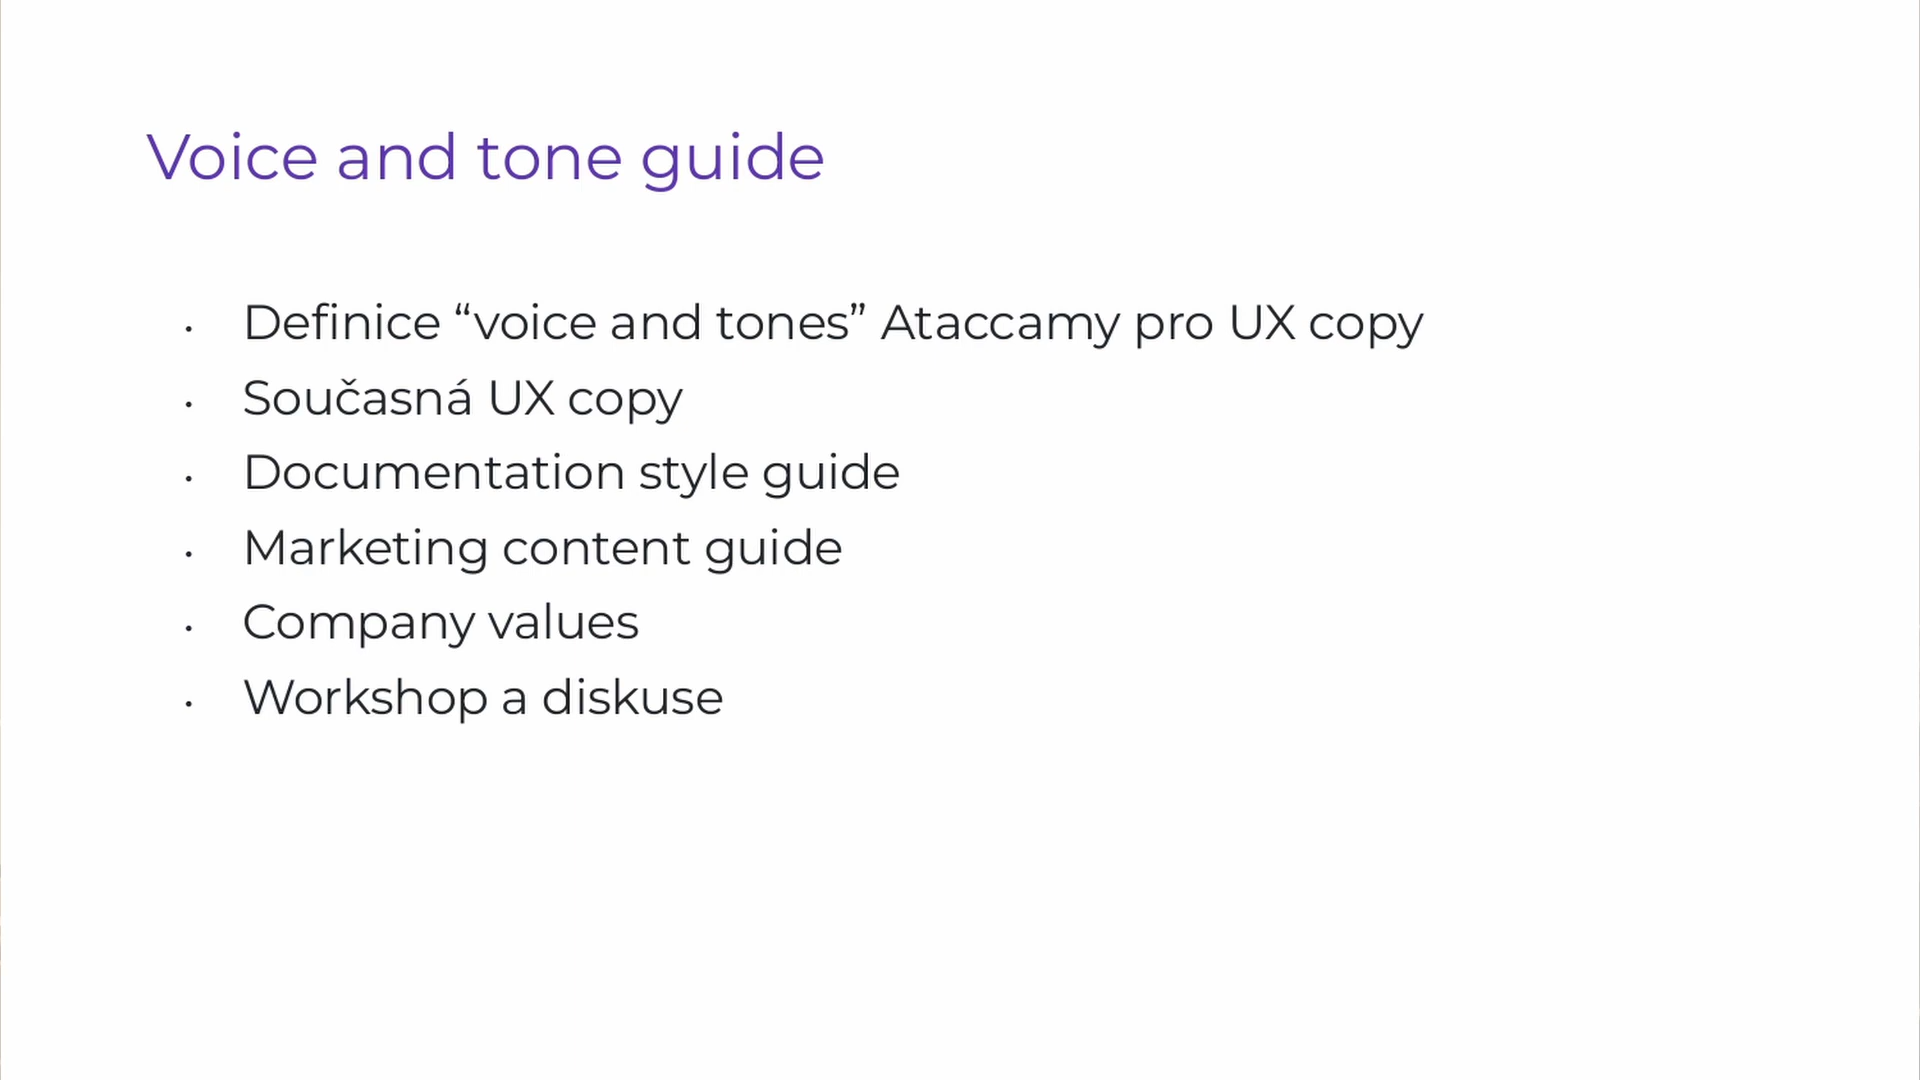 Voice and tone guide
· Definice “voice and tones” Ataccamy pro UX copy
· Současná UX copy
· Documentation style guide
· Marketing content guide
· Company values
· Workshop a diskuse